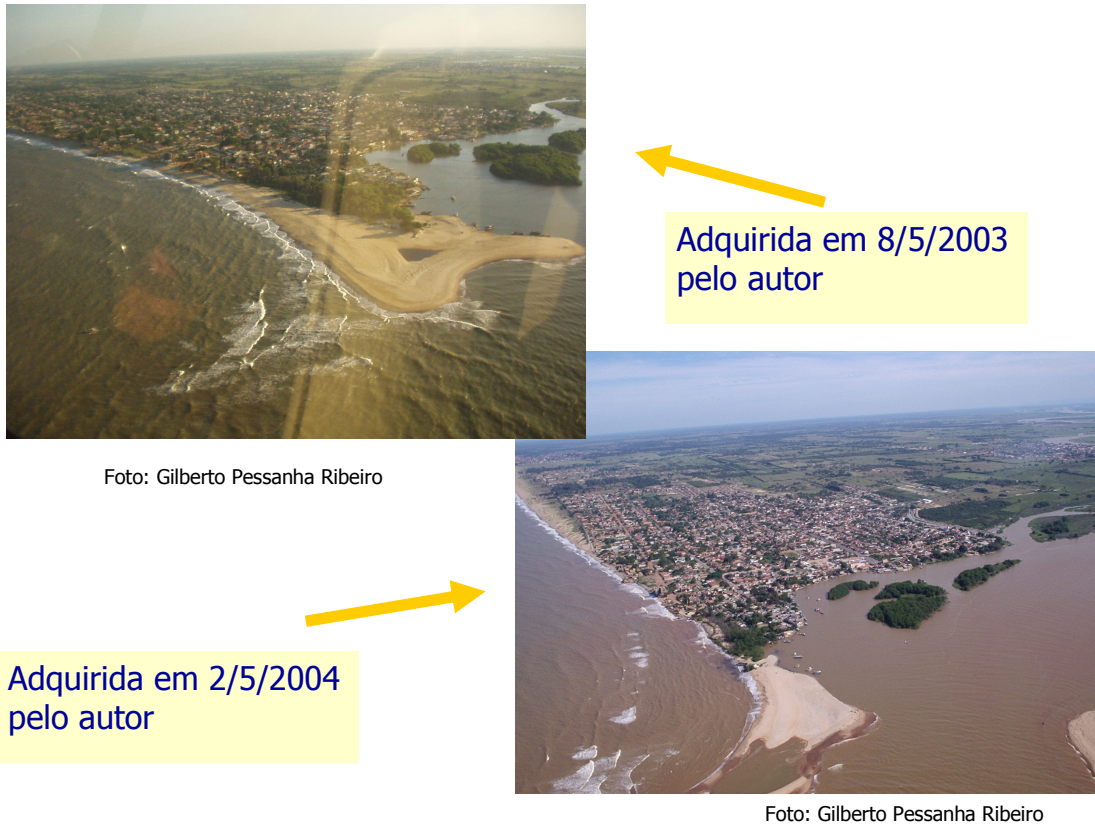 Adquirida em 8/5/2003
pelo autor
Foto: Gilberto Pessanha Ribeiro
Adquirida em 2/5/2004
pelo autor
Foto: Gilberto Pessanha Ribeiro